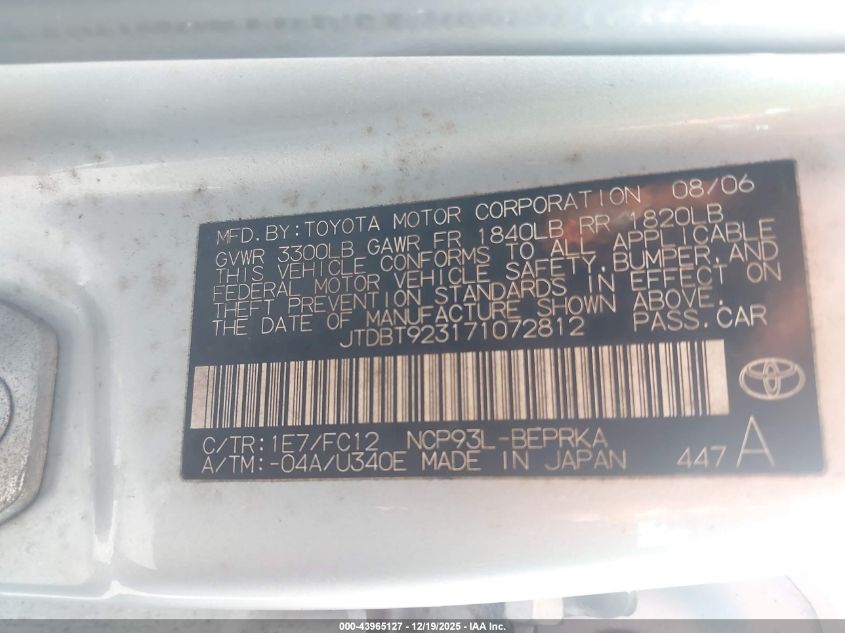 MFD.BY:TOYOTA MOTOR CORPORATION 08/06
GVWR 3300LB GAWR FR 1840LB RR 1820LB
THIS VEHICLE CONFORMS TO ALL APPLICABLE
FEDERAL MOTOR VEHICLE SAFETY,BUMPER,AND
THEFT PREVENTION STANDARDS IN EFFECT ON
THE DATE OF MANUFACTURE SHOWN ABOVE.
JTDBT923171072812 PASS.CAR
C/TR:1E7/FC12 NCP93L-BEPRKA
A/TM:-04A/U340E MADE IN JAPAN 447 A
000-43965127 - 12/19/2025 - IAA Inc.